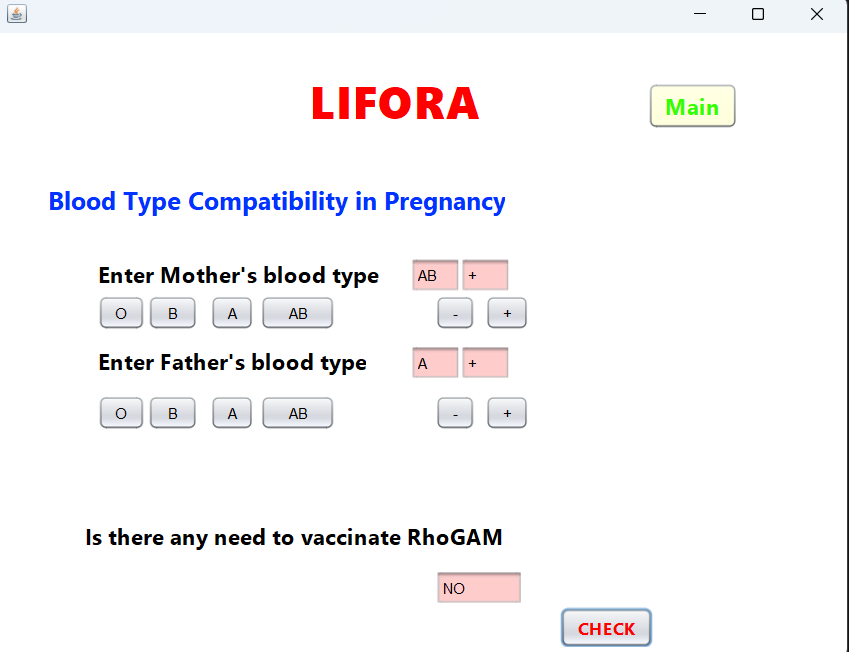 LIFORA
Main
Blood Type Compatibility in Pregnancy
Enter Mother's blood type AB +
O B A AB - +
Enter Father's blood type A +
O B A AB - +
Is there any need to vaccinate RhoGAM
NO
CHECK